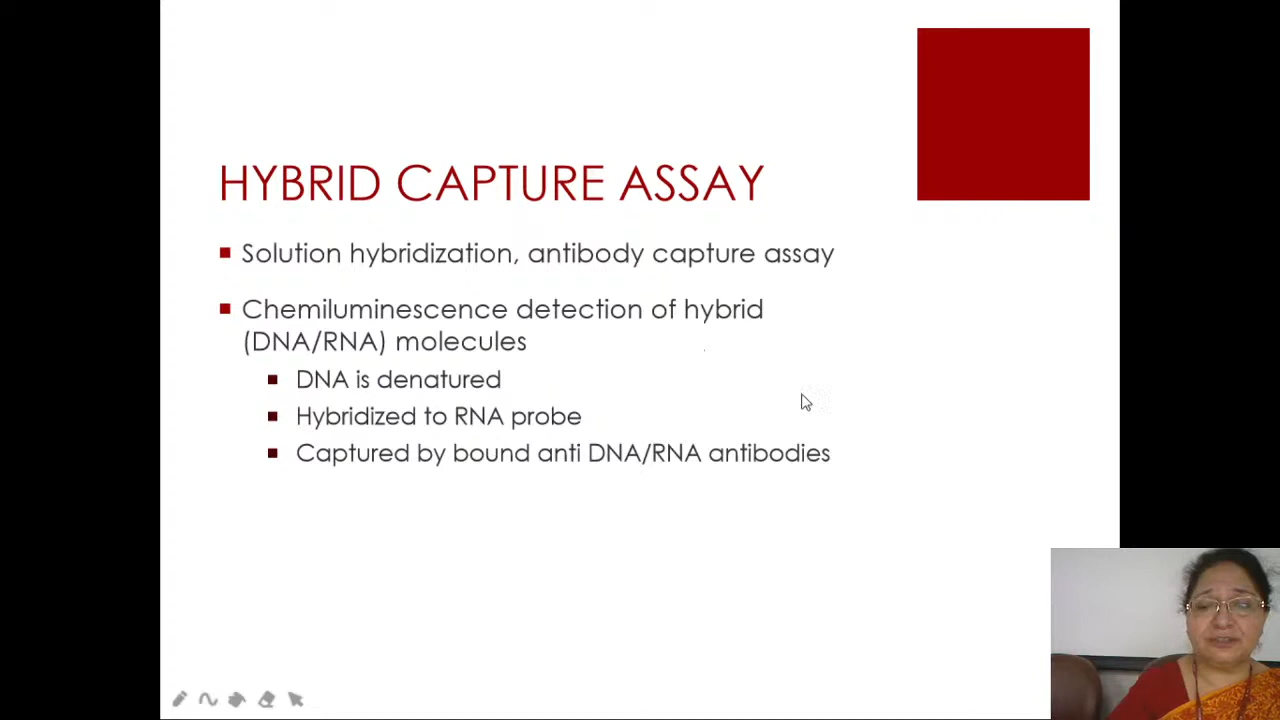 HYBRID CAPTURE ASSAY
Solution hybridization, antibody capture assay
Chemiluminescence detection of hybrid
(DNA/RNA) molecules
DNA is denatured
Hybridized to RNA probe
Captured by bound anti DNA/RNA antibodies